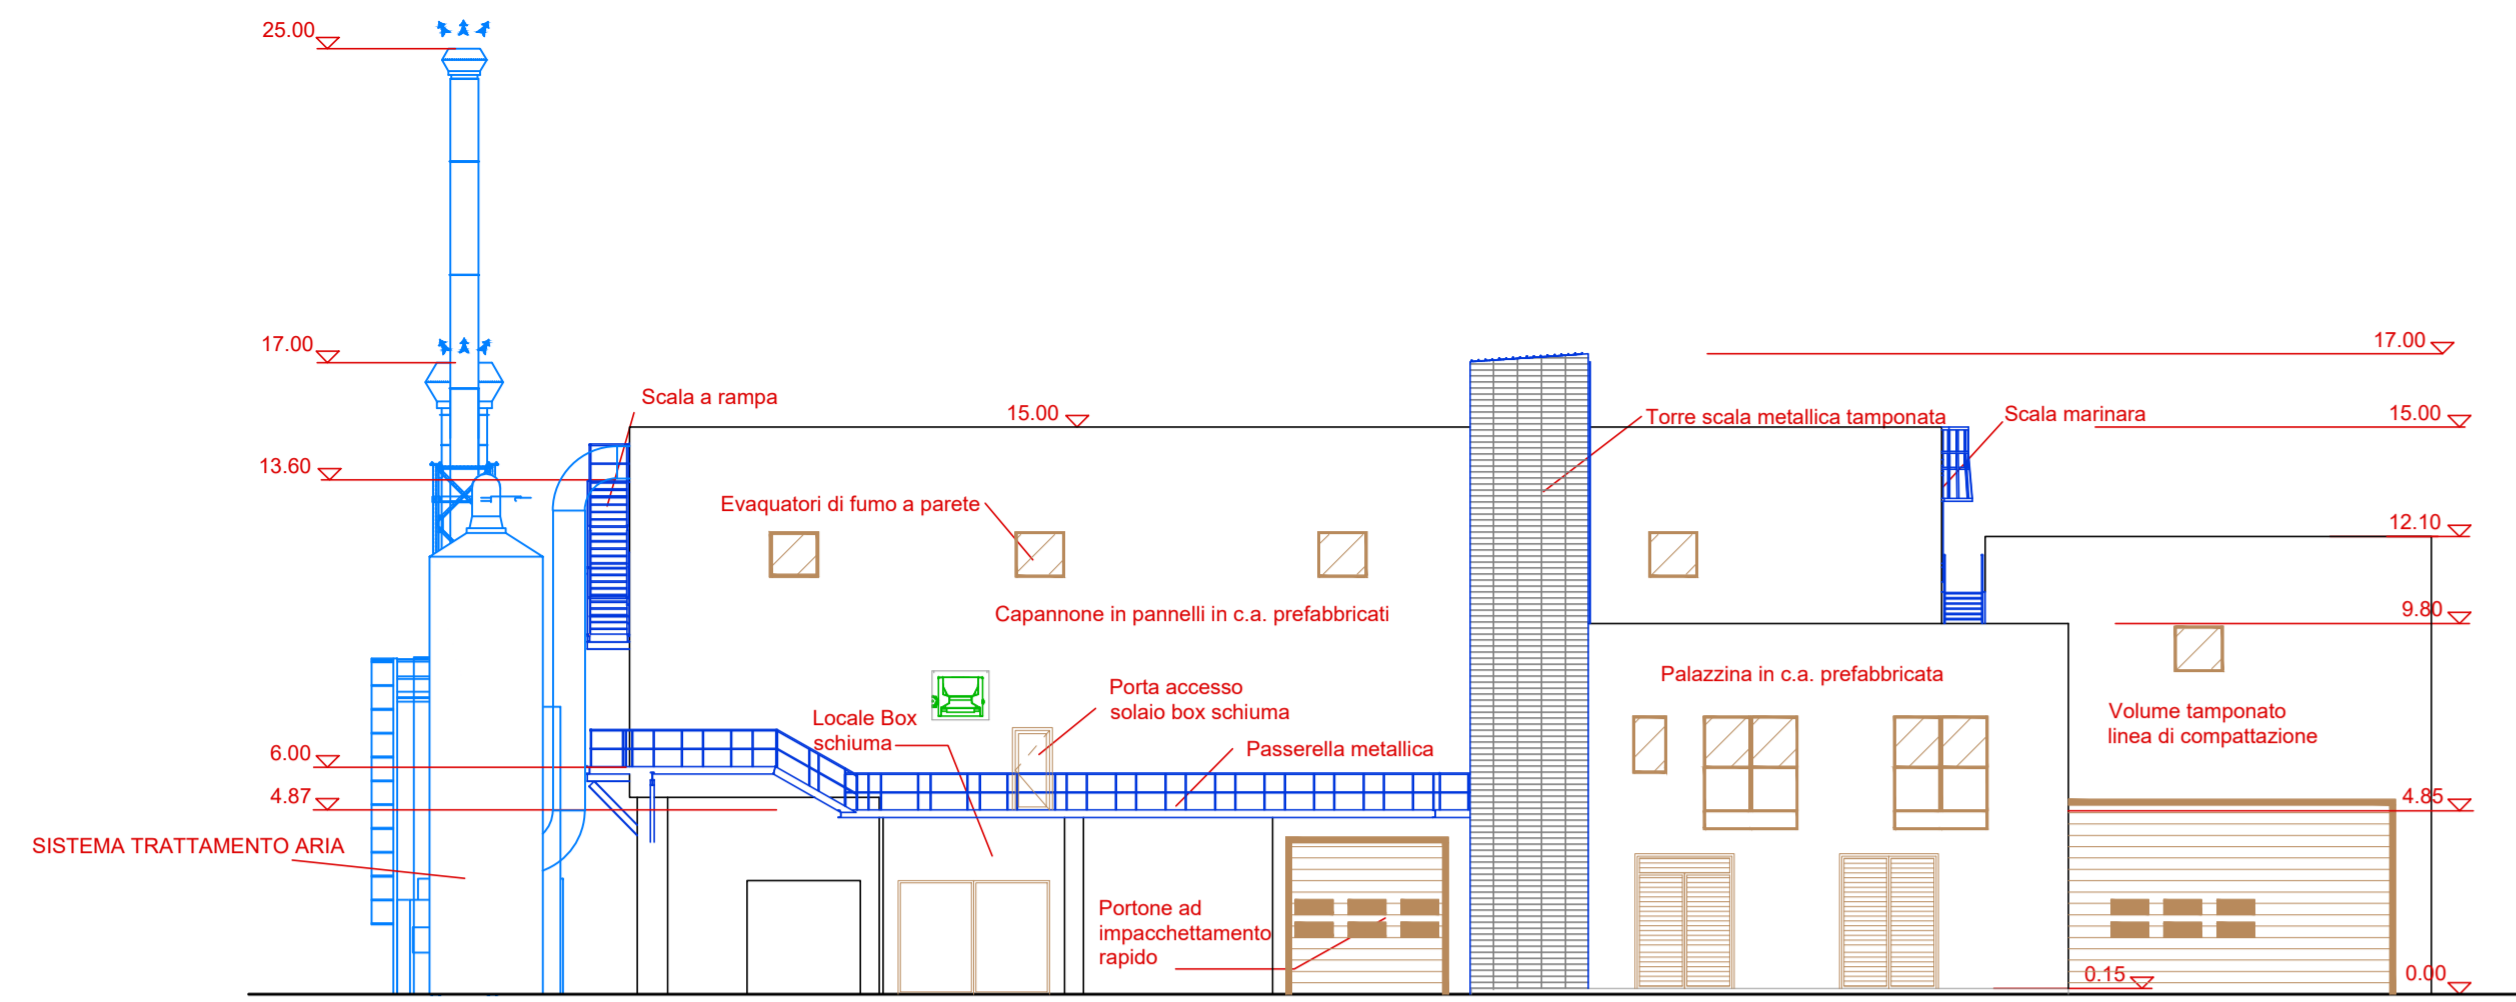 25.00
17.00
17.00
Scala a rampa
15.00
Torre scala metallica tamponata
Scala marinara
15.00
13.60
Evaquatori di fumo a parete
12.10
Capannone in pannelli in c.a. prefabbricati
9.80
Palazzina in c.a. prefabbricata
Porta accesso
solaio box schiuma
Locale Box
schiuma
Volume tamponato
linea di compattazione
Passerella metallica
6.00
4.87
4.85
SISTEMA TRATTAMENTO ARIA
Portone ad
impacchettamento
rapido
0.15
0.00